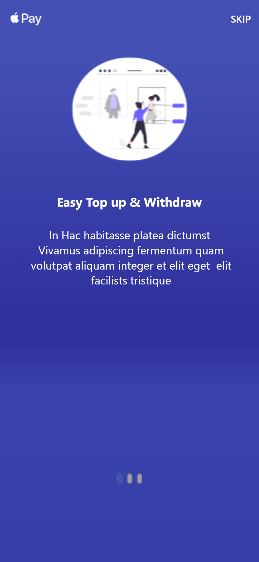 Pay
SKIP
Easy Top up & Withdraw
In Hac habitasse platea dictumst
Vivamus adipiscing fermentum quam
volutpat aliquam integer et elit eget elit
facilists tristique